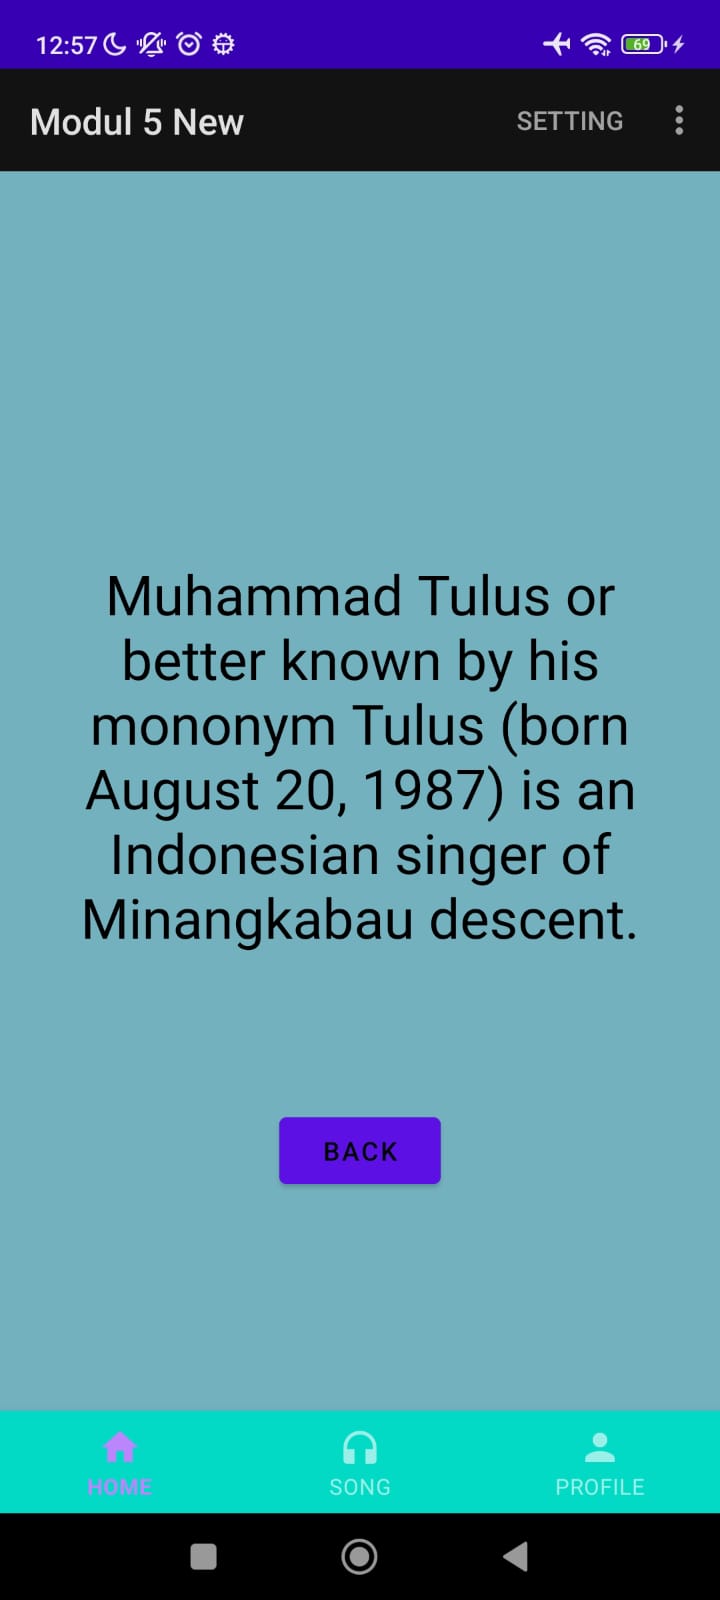 12:57 69
Modul 5 New SETTING
Muhammad Tulus or
better known by his
mononym Tulus (born
August 20, 1987) is an
Indonesian singer of
Minangkabau descent.
BACK
HOME SONG PROFILE